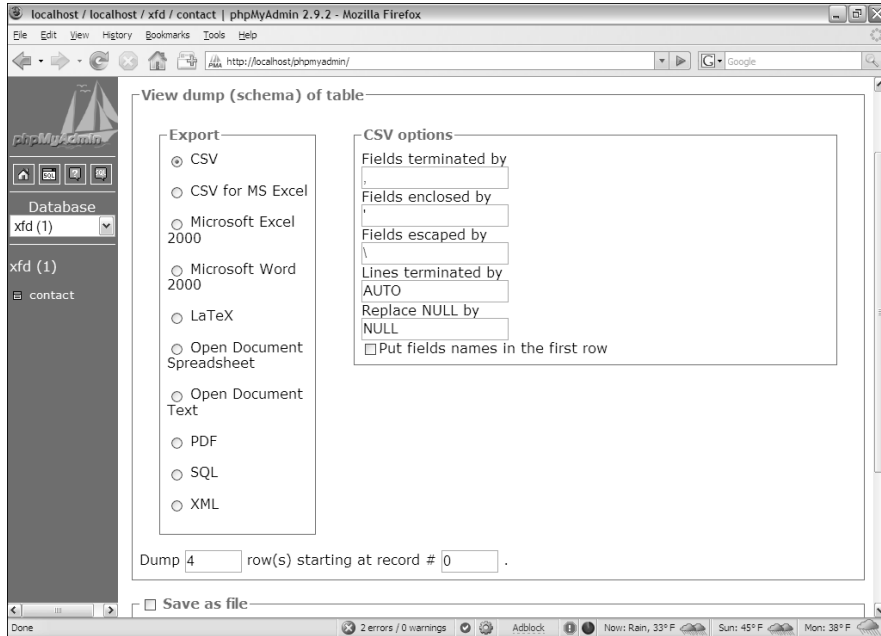 localhost / localhost / xfd / contact | phpMyAdmin 2.9.2 - Mozilla Firefox
File Edit View History Bookmarks Tools Help
http://localhost/phpmyadmin/
G Google
phpMyAdmin
SQL
Database
xfd (1)
xfd (1)
contact
View dump (schema) of table
Export
CSV
CSV for MS Excel
Microsoft Excel
2000
Microsoft Word
2000
LaTeX
Open Document
Spreadsheet
Open Document
Text
PDF
SQL
XML
CSV options
Fields terminated by
,
Fields enclosed by
'
Fields escaped by
\
Lines terminated by
AUTO
Replace NULL by
NULL
Put fields names in the first row
Dump 4 row(s) starting at record # 0 .
Save as file
Done 2 errors / 0 warnings Adblock Now: Rain, 33° F Sun: 45° F Mon: 38° F